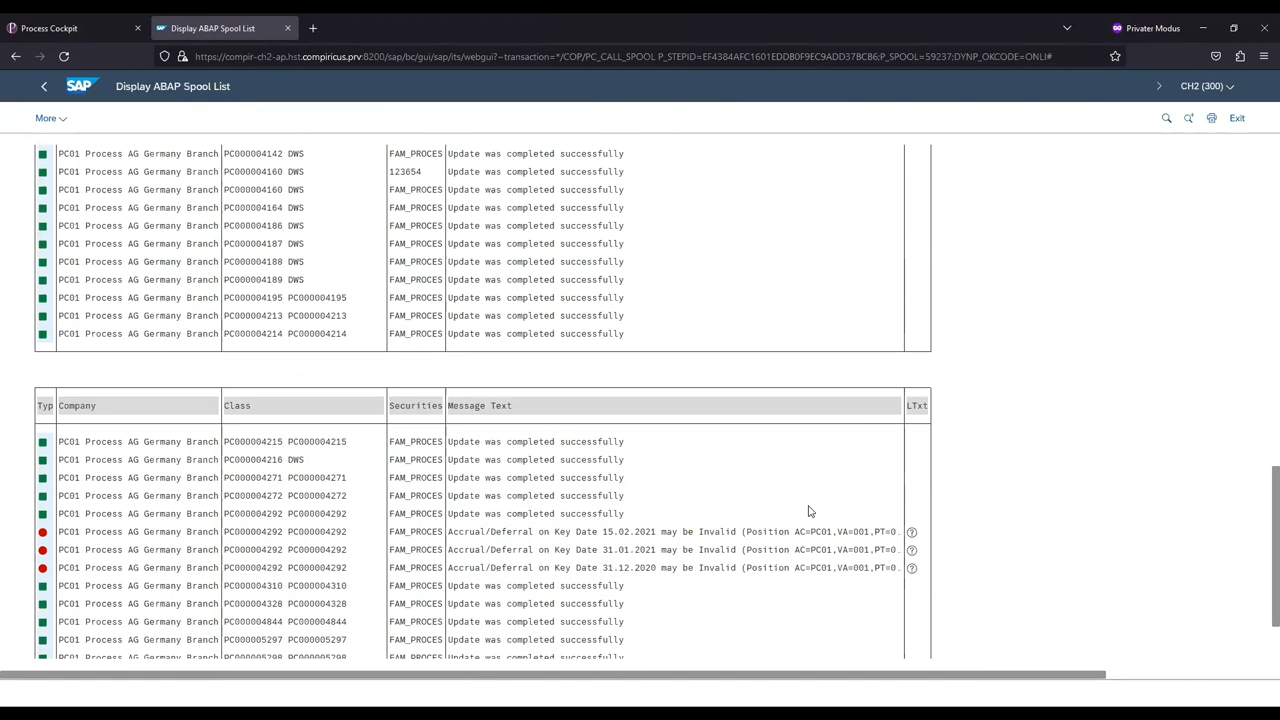 Process Cockpit
Display ABAP Spool List
Privater Modus
https://compir-ch2-ap.hst.compiricus.prv:8200/sap/bc/gui/sap/its/webgui?~transaction=*/COP/PC_CALL_SPOOL P_STEPID=EF4384AFC1601EDDB0F9EC9ADD37BCB6;P_SPOOL=59237;DYNP_OKCODE=ONLI#
SAP Display ABAP Spool List CH2 (300)
More Exit
PC01 Process AG Germany Branch PC000004142 DWS FAM_PROCES Update was completed successfully
PC01 Process AG Germany Branch PC000004160 DWS 123654 Update was completed successfully
PC01 Process AG Germany Branch PC000004160 DWS FAM_PROCES Update was completed successfully
PC01 Process AG Germany Branch PC000004164 DWS FAM_PROCES Update was completed successfully
PC01 Process AG Germany Branch PC000004186 DWS FAM_PROCES Update was completed successfully
PC01 Process AG Germany Branch PC000004187 DWS FAM_PROCES Update was completed successfully
PC01 Process AG Germany Branch PC000004188 DWS FAM_PROCES Update was completed successfully
PC01 Process AG Germany Branch PC000004189 DWS FAM_PROCES Update was completed successfully
PC01 Process AG Germany Branch PC000004195 PC000004195 FAM_PROCES Update was completed successfully
PC01 Process AG Germany Branch PC000004213 PC000004213 FAM_PROCES Update was completed successfully
PC01 Process AG Germany Branch PC000004214 PC000004214 FAM_PROCES Update was completed successfully
Typ Company Class Securities Message Text LTxt
PC01 Process AG Germany Branch PC000004215 PC000004215 FAM_PROCES Update was completed successfully
PC01 Process AG Germany Branch PC000004216 DWS FAM_PROCES Update was completed successfully
PC01 Process AG Germany Branch PC000004271 PC000004271 FAM_PROCES Update was completed successfully
PC01 Process AG Germany Branch PC000004272 PC000004272 FAM_PROCES Update was completed successfully
PC01 Process AG Germany Branch PC000004292 PC000004292 FAM_PROCES Update was completed successfully
PC01 Process AG Germany Branch PC000004292 PC000004292 FAM_PROCES Accrual/Deferral on Key Date 15.02.2021 may be Invalid (Position AC=PC01,VA=001,PT=0…
PC01 Process AG Germany Branch PC000004292 PC000004292 FAM_PROCES Accrual/Deferral on Key Date 31.01.2021 may be Invalid (Position AC=PC01,VA=001,PT=0…
PC01 Process AG Germany Branch PC000004292 PC000004292 FAM_PROCES Accrual/Deferral on Key Date 31.12.2020 may be Invalid (Position AC=PC01,VA=001,PT=0…
PC01 Process AG Germany Branch PC000004310 PC000004310 FAM_PROCES Update was completed successfully
PC01 Process AG Germany Branch PC000004328 PC000004328 FAM_PROCES Update was completed successfully
PC01 Process AG Germany Branch PC000004844 PC000004844 FAM_PROCES Update was completed successfully
PC01 Process AG Germany Branch PC000005297 PC000005297 FAM_PROCES Update was completed successfully
PC01 Process AG Germany Branch PC000005298 PC000005298 FAM_PROCES Update was completed successfully